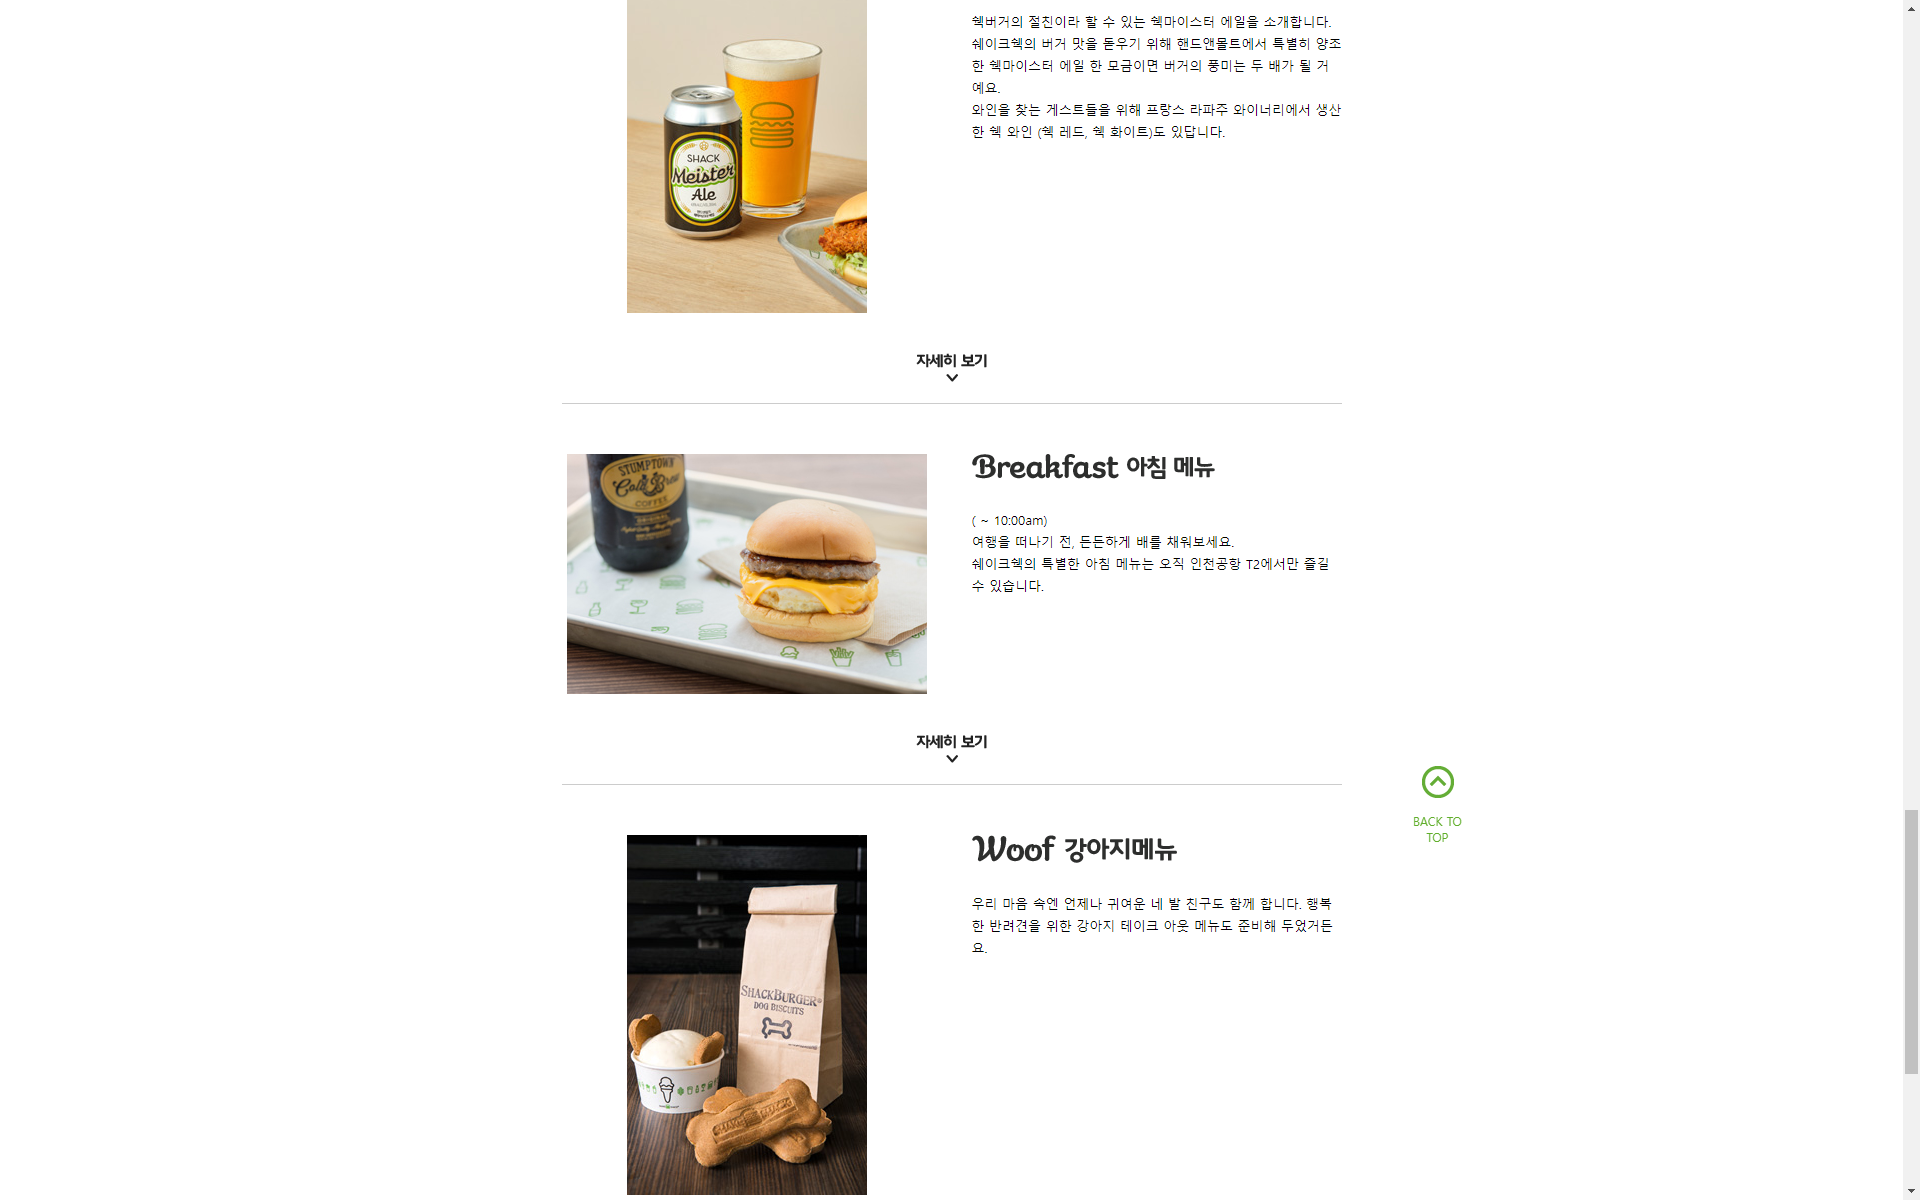 쉑버거의 절친이라 할 수 있는 쉑마이스터 에일을 소개합니다.
쉐이크쉑의 버거 맛을 돋우기 위해 핸드앤몰트에서 특별히 양조
한 쉑마이스터 에일 한 모금이면 버거의 풍미는 두 배가 될 거
예요.
와인을 찾는 게스트들을 위해 프랑스 라파주 와이너리에서 생산
한 쉑 와인 (쉑 레드, 쉑 화이트)도 있답니다.
SHACK
Meister
Ale
자세히 보기
Breakfast 아침 메뉴
( ~ 10:00am)
여행을 떠나기 전, 든든하게 배를 채워보세요.
쉐이크쉑의 특별한 아침 메뉴는 오직 인천공항 T2에서만 즐길
수 있습니다.
STUMPTOWN
Cold Brew
COFFEE
ORIGINAL
자세히 보기
BACK TO
TOP
Woof 강아지메뉴
우리 마음 속엔 언제나 귀여운 네 발 친구도 함께 합니다. 행복
한 반려견을 위한 강아지 테이크 아웃 메뉴도 준비해 두었거든
요.
SHACKBURGER®
DOG BISCUITS
SHAKE SHACK